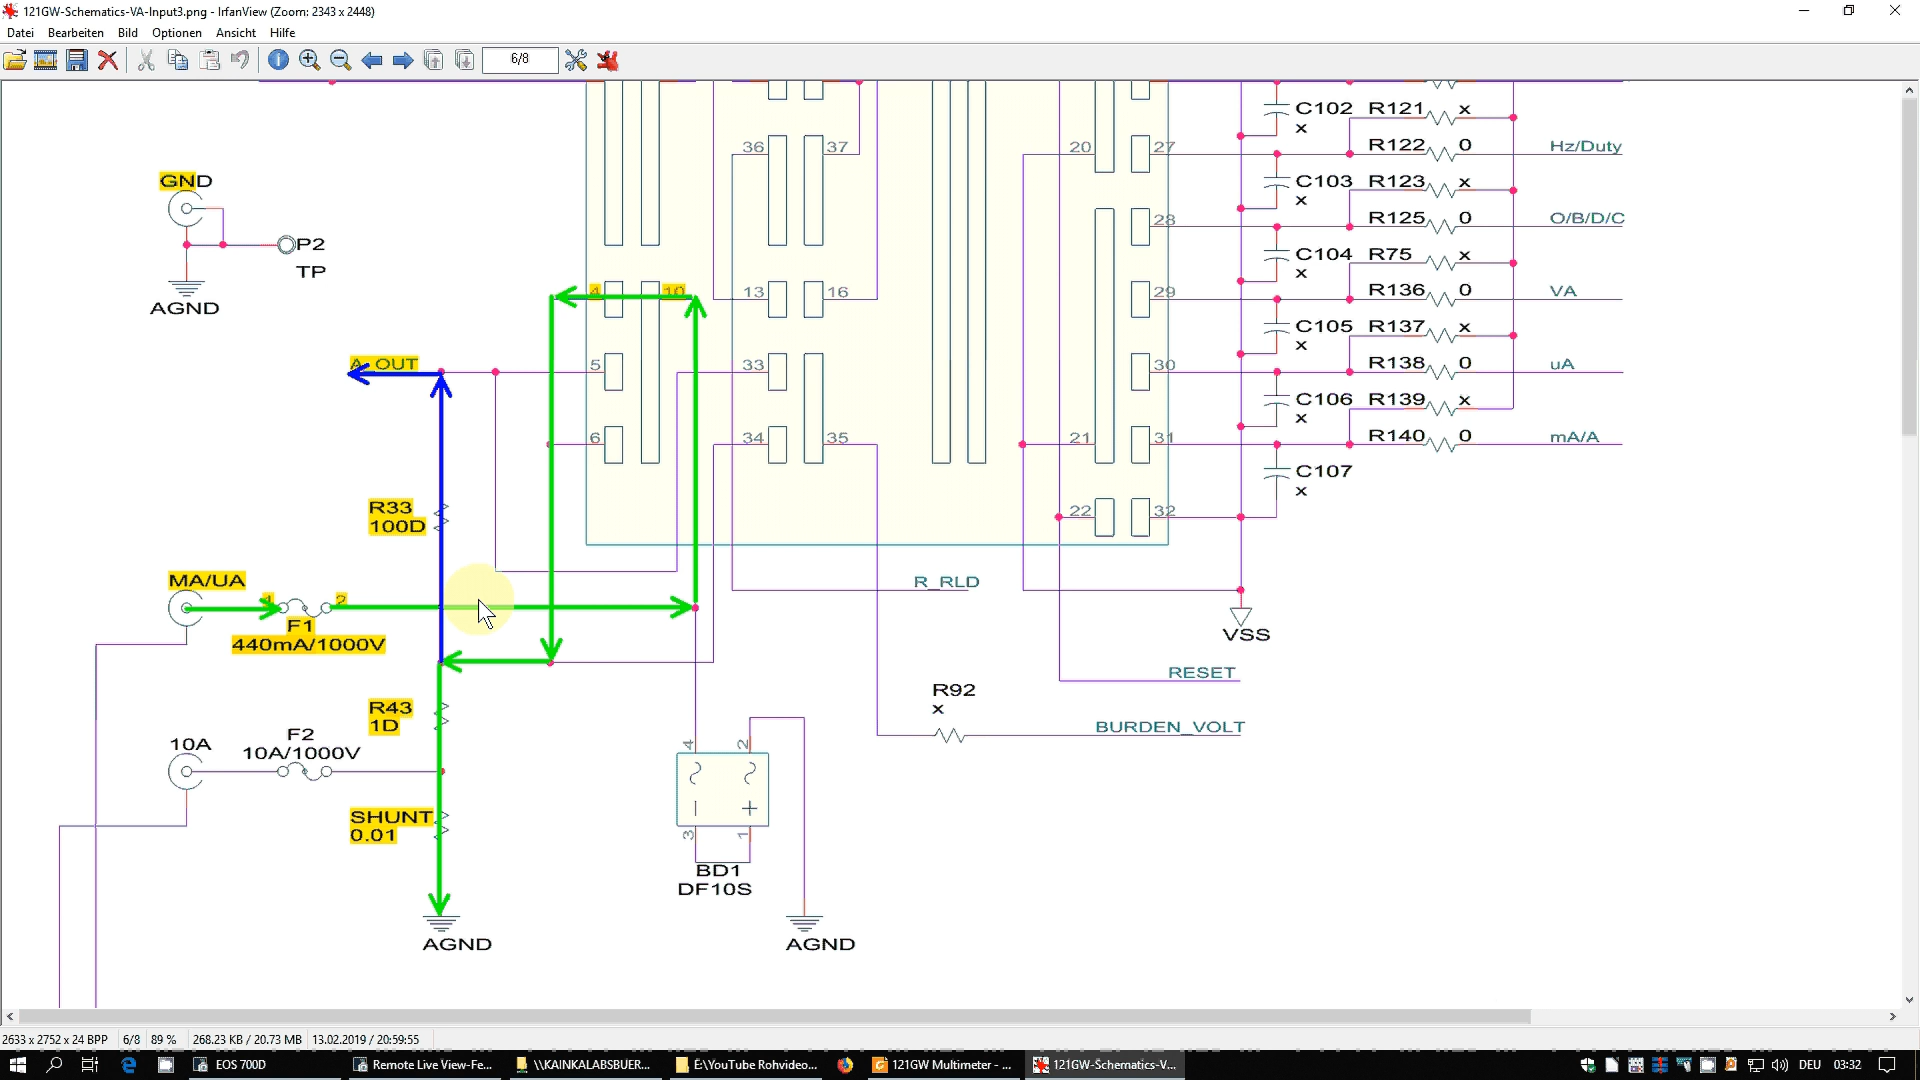 121GW-Schematics-VA-Input3.png - IrfanView (Zoom: 2343 x 2448)
Datei Bearbeiten Bild Optionen Ansicht Hilfe
6/8
C102 R121 x
x
36 37 20 27 R122 0 Hz/Duty
GND
C103 R123 x
x
28 R125 0 O/B/D/C
P2
TP
C104 R75 x
x
AGND
4 10 13 16 29 R136 0 VA
C105 R137 x
x
A_OUT 5 33 30 R138 0 uA
C106 R139 x
x
6 34 35 21 31 R140 0 mA/A
C107
x
R33
100D
22 32
MA/UA
1 2
F1
440mA/1000V
R_RLD
VSS
RESET
R92
x
BURDEN_VOLT
R43
1D
10A F2
10A/1000V
4 2
SHUNT
0.01
3 1
BD1
DF10S
AGND AGND
2633 x 2752 x 24 BPP 6/8 89 % 268.23 KB / 20.73 MB 13.02.2019 / 20:59:55
EOS 700D Remote Live View-Fe... \\KAINKALABSBUER... E:\YouTube Rohvideo... 121GW Multimeter - ... 121GW-Schematics-V... DEU 03:32